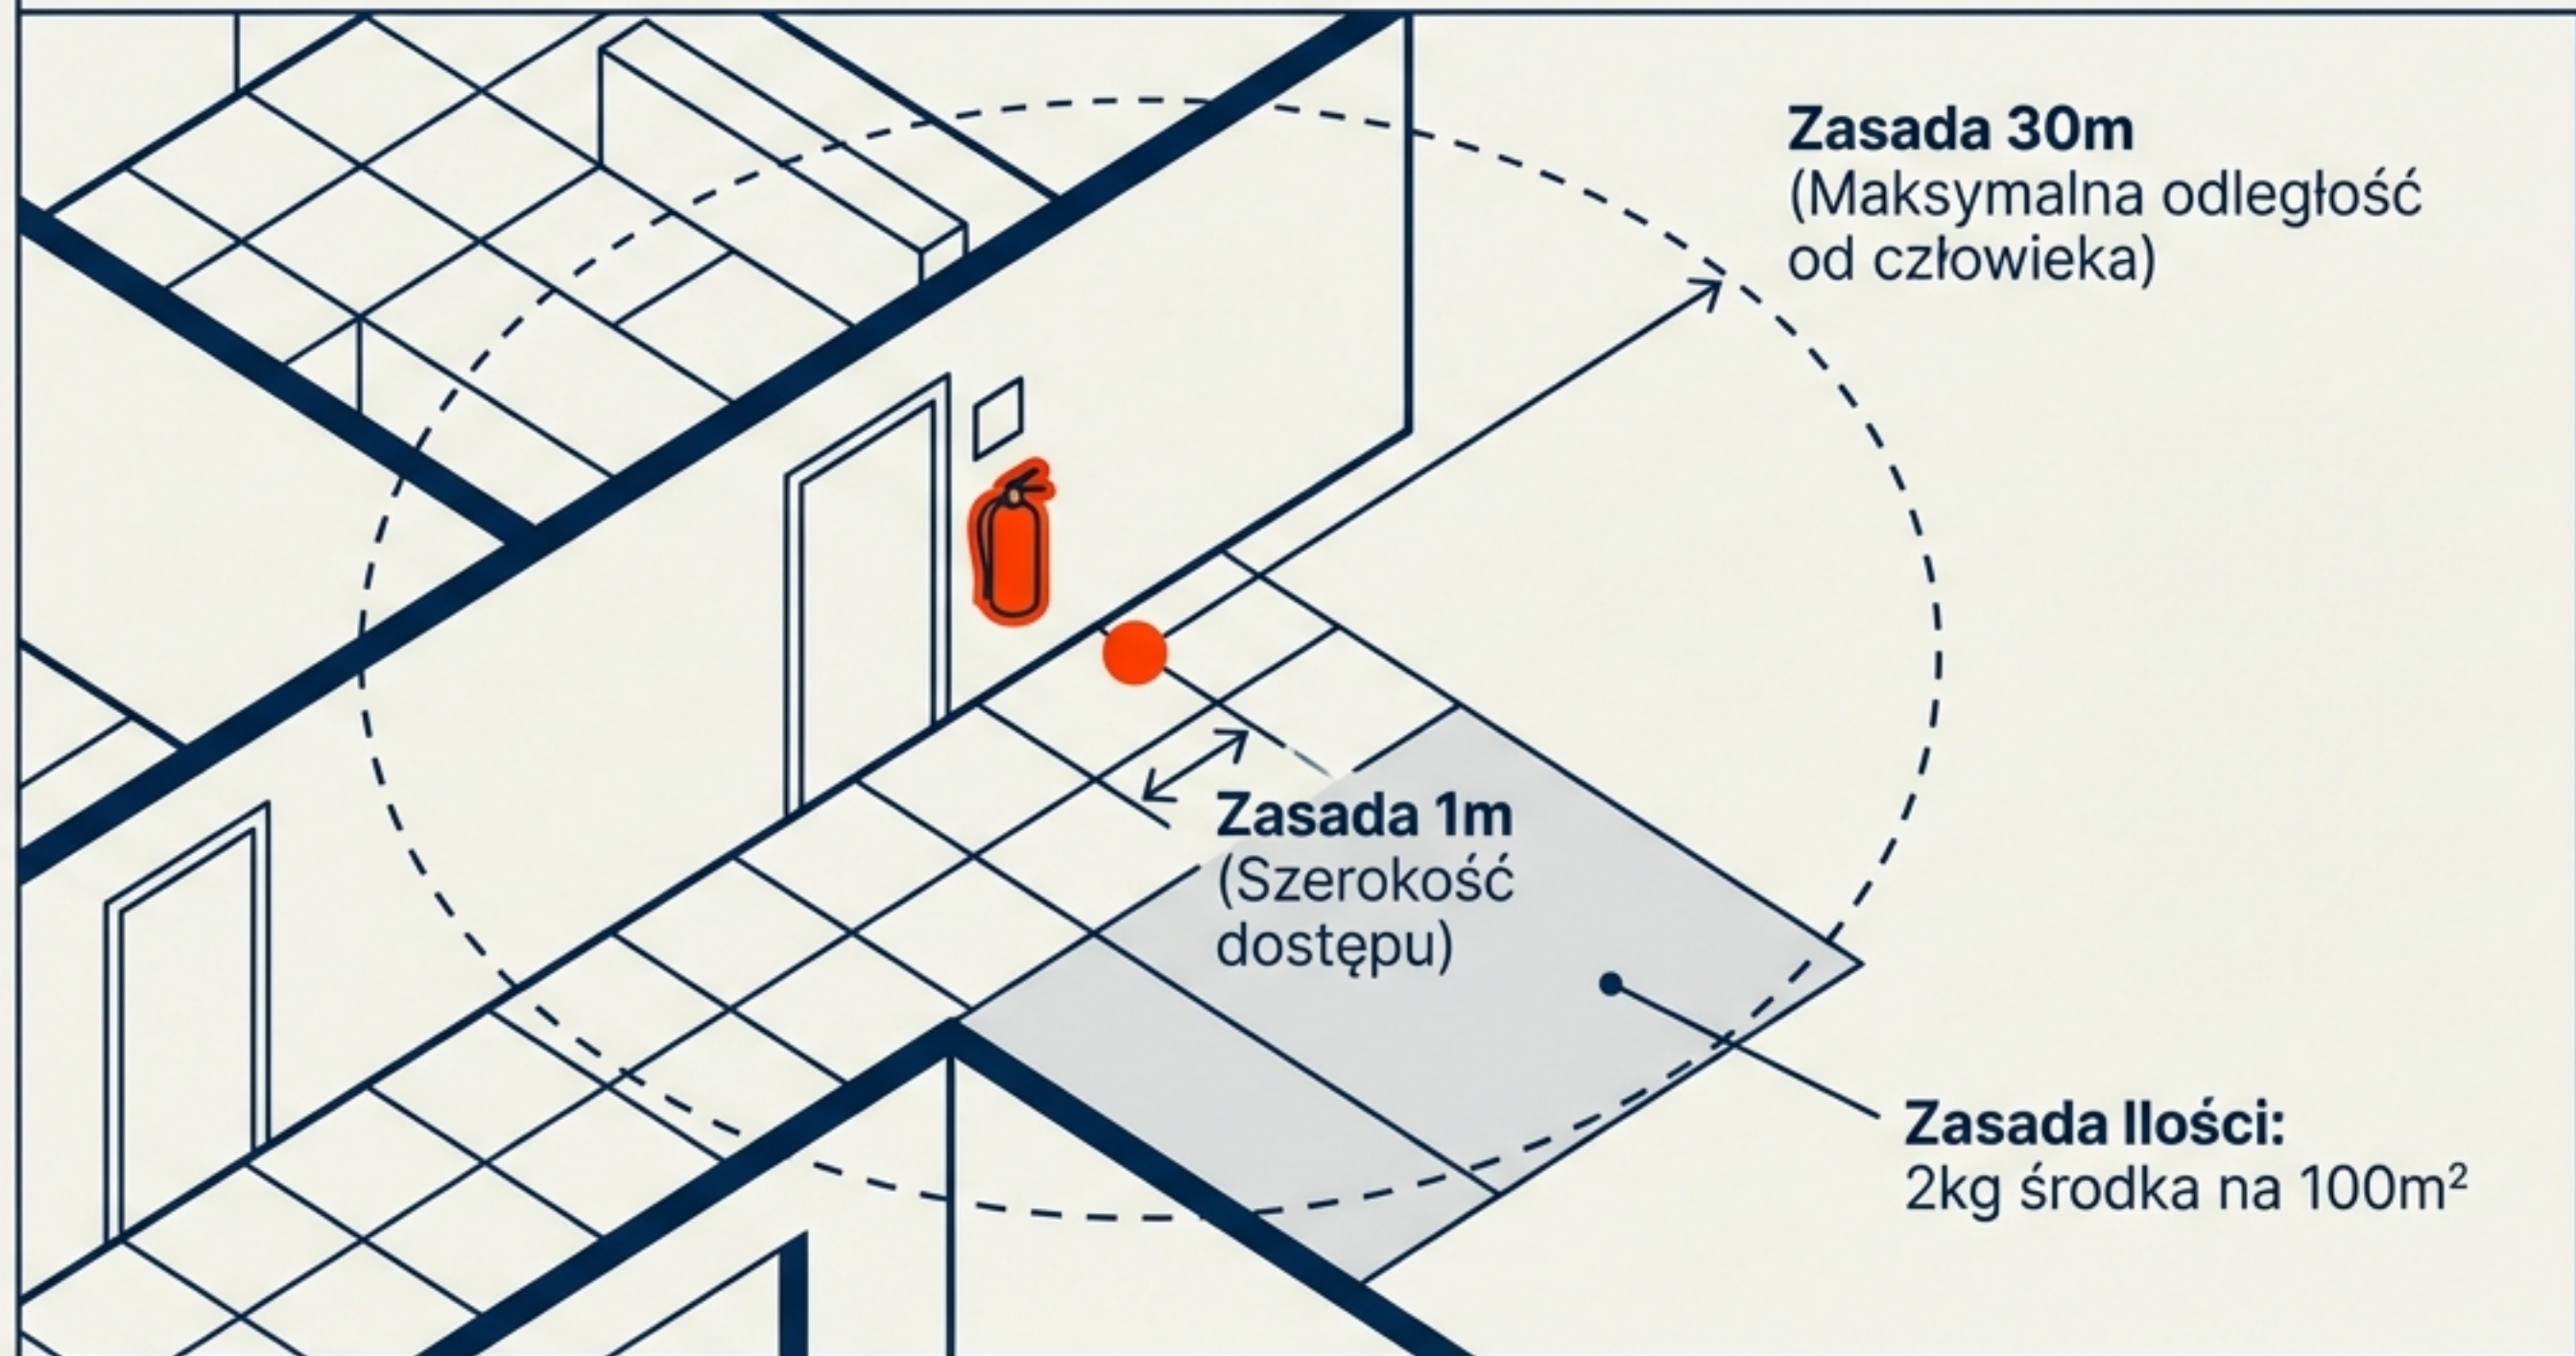 Zasada 30m
(Maksymalna odległość
od człowieka)
Zasada 1m
(Szerokość
dostępu)
Zasada Ilości:
2kg środka na 100m²